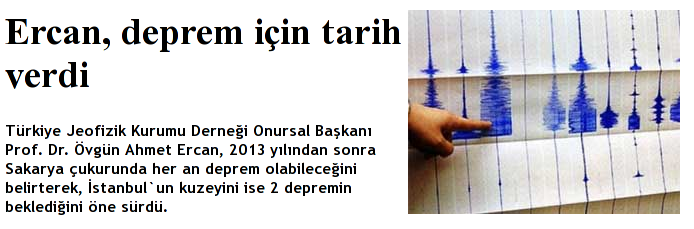 Ercan, deprem için tarih
verdi
Türkiye Jeofizik Kurumu Derneği Onursal Başkanı
Prof. Dr. Övgün Ahmet Ercan, 2013 yılından sonra
Sakarya çukurunda her an deprem olabileceğini
belirterek, İstanbul`un kuzeyini ise 2 depremin
beklediğini öne sürdü.